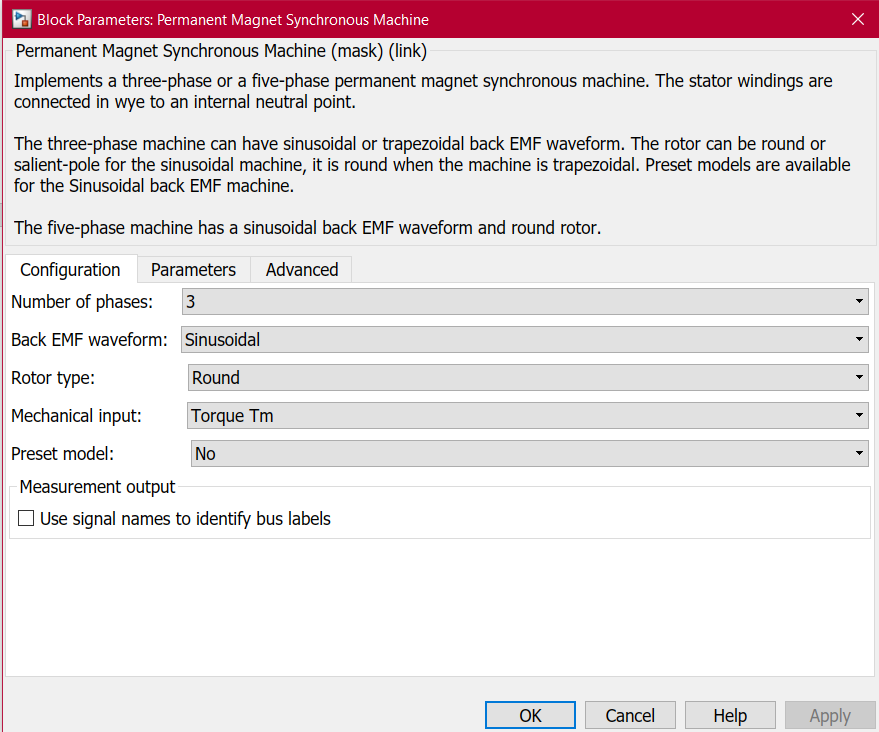 Block Parameters: Permanent Magnet Synchronous Machine
Permanent Magnet Synchronous Machine (mask) (link)
Implements a three-phase or a five-phase permanent magnet synchronous machine. The stator windings are
connected in wye to an internal neutral point.
The three-phase machine can have sinusoidal or trapezoidal back EMF waveform. The rotor can be round or
salient-pole for the sinusoidal machine, it is round when the machine is trapezoidal. Preset models are available
for the Sinusoidal back EMF machine.
The five-phase machine has a sinusoidal back EMF waveform and round rotor.
Configuration Parameters Advanced
Number of phases: 3
Back EMF waveform: Sinusoidal
Rotor type: Round
Mechanical input: Torque Tm
Preset model: No
Measurement output
Use signal names to identify bus labels
OK Cancel Help Apply